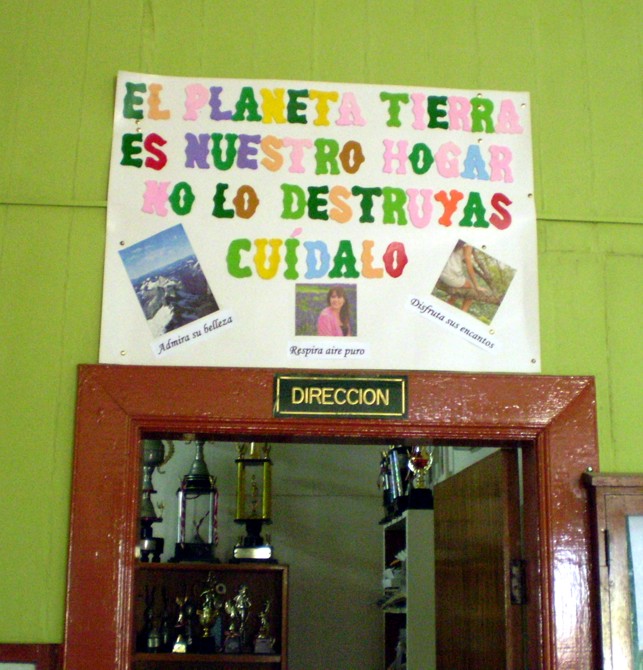 EL PLANETA TIERRA
ES NUESTRO HOGAR
NO LO DESTRUYAS
CUÍDALO
Admira su belleza
Respira aire puro
Disfruta sus encantos
DIRECCION